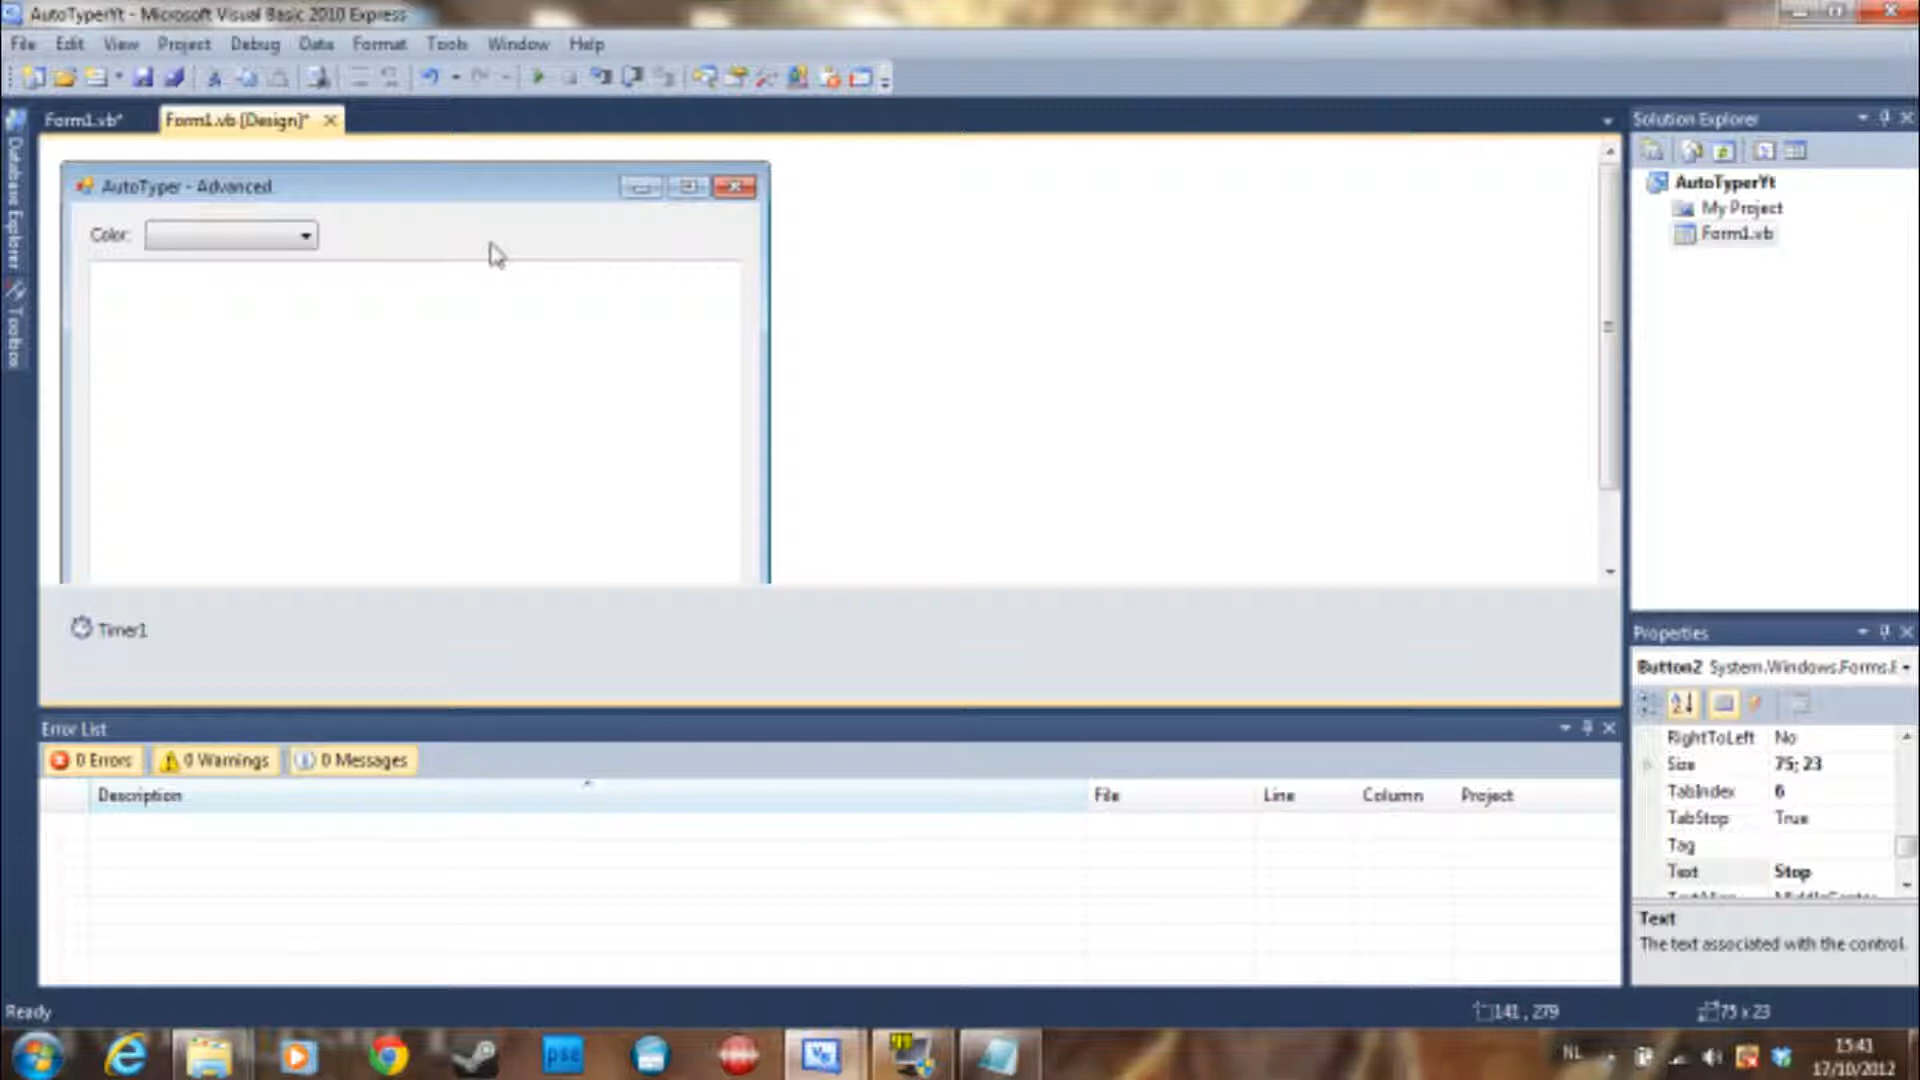 AutoTyperYt - Microsoft Visual Basic 2010 Express
File Edit View Project Debug Data Format Tools Window Help
Form1.vb* Form1.vb [Design]*
Solution Explorer
Database Explorer
Toolbox
AutoTyper - Advanced
Color:
AutoTyperYt
My Project
Form1.vb
Timer1
Properties
Button2 System.Windows.Forms.
RightToLeft No
Size 75; 23
TabIndex 6
TabStop True
Tag
Text Stop
Text
The text associated with the control.
Error List
0 Errors 0 Warnings 0 Messages
Description File Line Column Project
Ready 141 , 279 75 x 23
pse
NL
15:41
17/10/2012